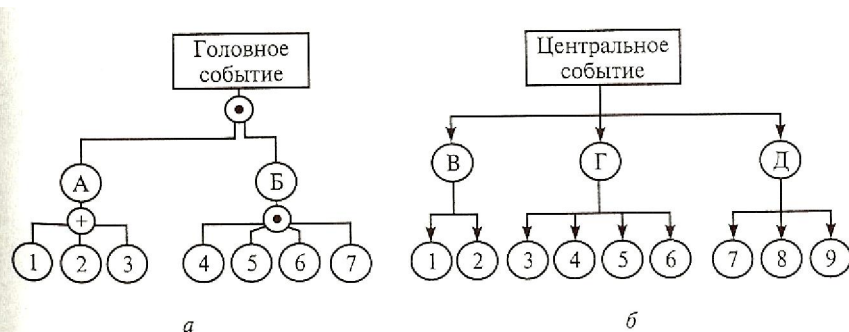 Головное
событие
А
Б
+
1 2 3 4 5 6 7
а
Центральное
событие
В Г Д
1 2 3 4 5 6 7 8 9
б